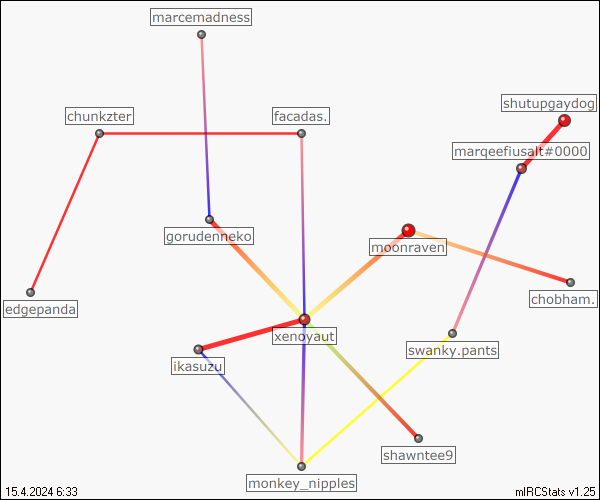 marcemadness
shutupgaydog
chunkzter
facadas.
marqeefiusalt#0000
gorudenneko
moonraven
edgepanda
chobham.
xenoyaut
swanky.pants
ikasuzu
shawntee9
monkey_nipples
15.4.2024 6:33
mIRCStats v1.25